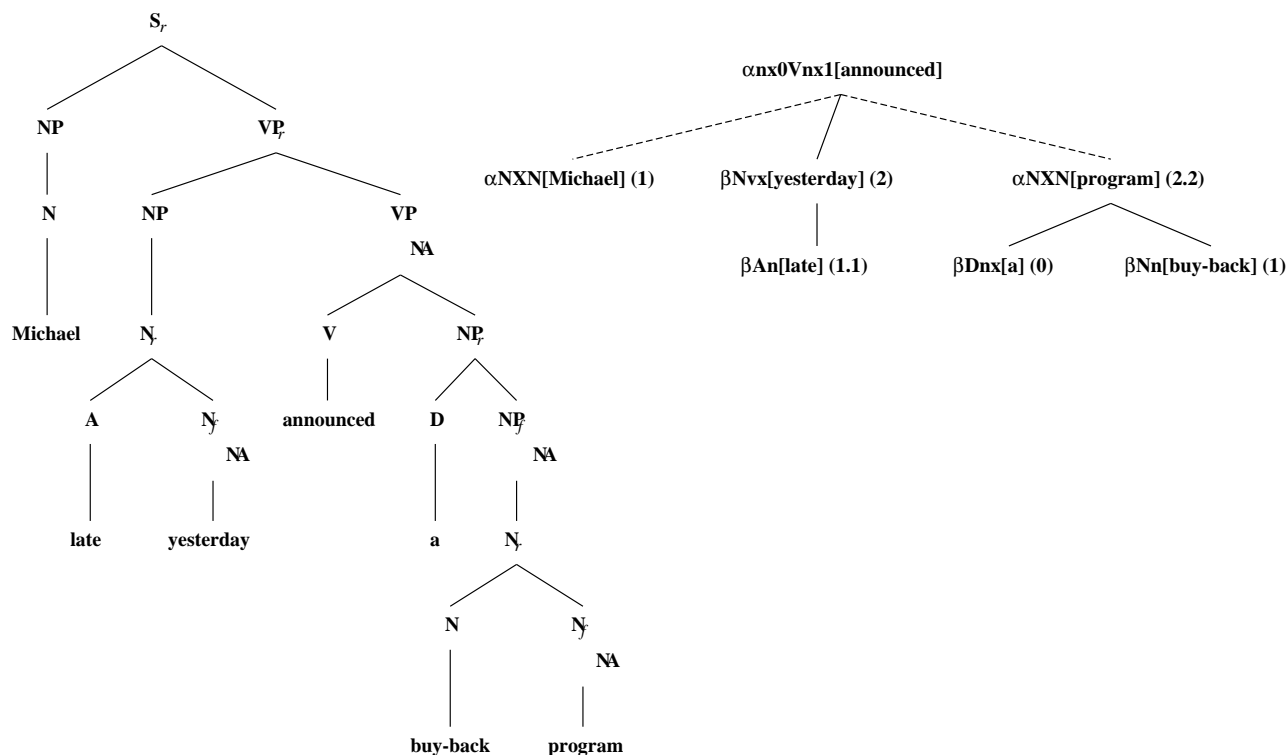 S_r
αnx0Vnx1[announced]
NP VP_r
αNXN[Michael] (1) βNvx[yesterday] (2) αNXN[program] (2.2)
N NP VP
NA
βAn[late] (1.1) βDnx[a] (0) βNn[buy-back] (1)
Michael N_r V NP_r
A N_f announced D NP_f
NA NA
late yesterday a N_r
N N_f
NA
buy-back program